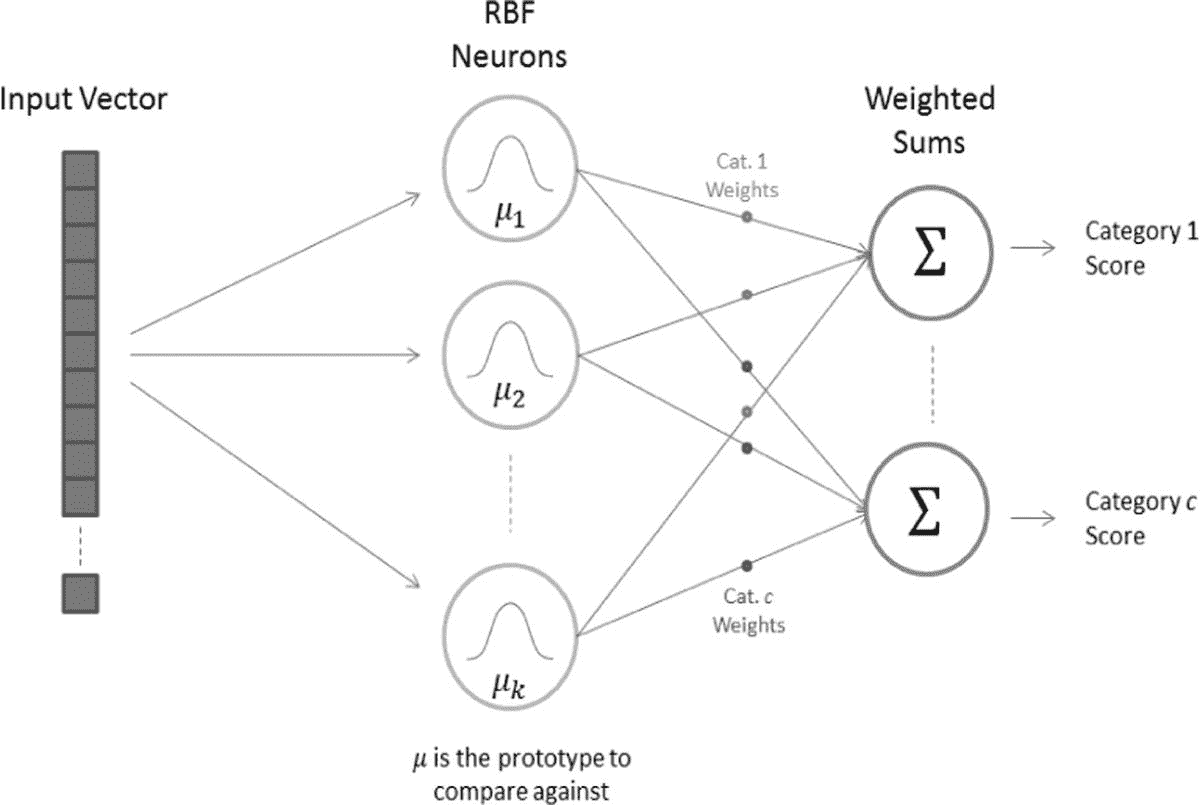 RBF
Neurons
Input Vector
Weighted
Sums
Cat. 1
Weights
μ1
Σ
Category 1
Score
μ2
Σ
Category c
Score
Cat. c
Weights
μk
μ is the prototype to
compare against